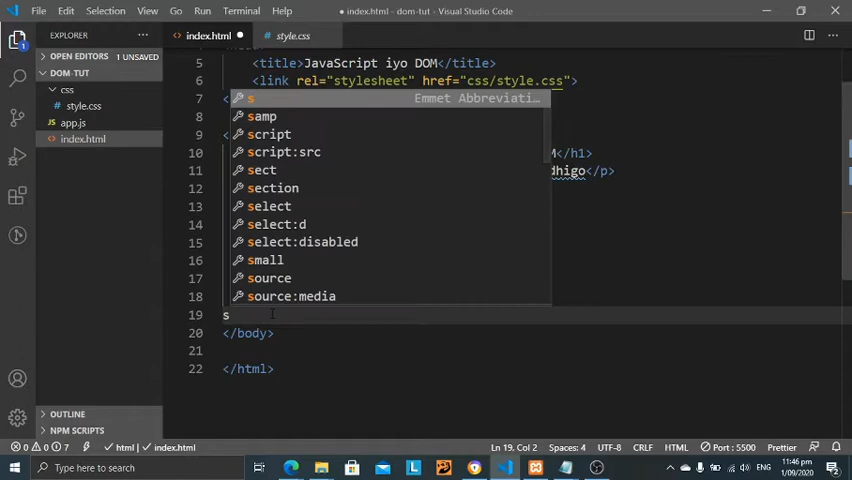 File Edit Selection View Go Run Terminal Help index.html - dom-tut - Visual Studio Code
EXPLORER
OPEN EDITORS 1 UNSAVED
DOM-TUT
css
style.css
app.js
index.html
OUTLINE
NPM SCRIPTS
1
index.html
style.css
5 <title>JavaScript iyo DOM</title>
6 <link rel="stylesheet" href="css/style.css">
7 <
8
9 <
10 M</h1>
11 dhigo</p>
12
13
14
15
16
17
18
19 s
20 </body>
21
22 </html>
s Emmet Abbreviati...
samp
script
script:src
sect
section
select
select:d
select:disabled
small
source
source:media
0 0 7 html index.html Ln 19, Col 2 Spaces: 4 UTF-8 CRLF HTML Port : 5500 Prettier
Type here to search
L
ENG
11:46 pm
1/09/2020
2